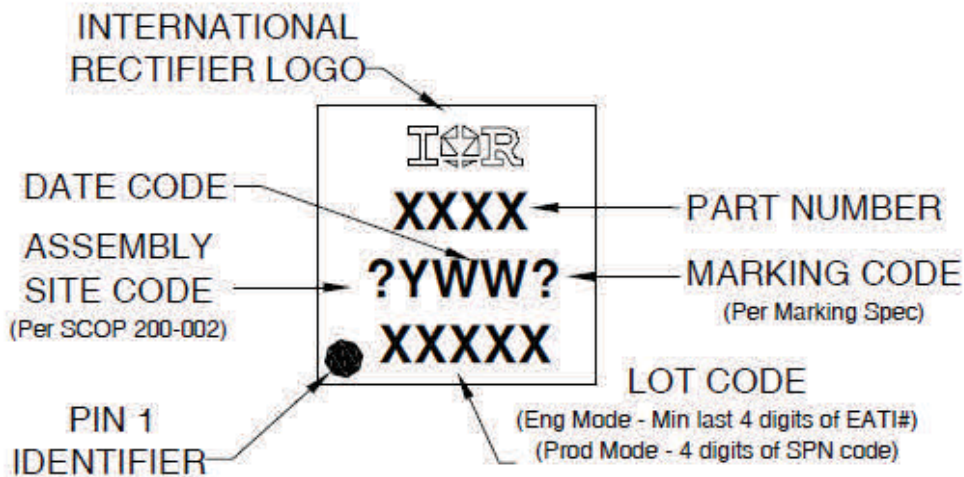 INTERNATIONAL
RECTIFIER LOGO
IOR
DATE CODE
XXXX
PART NUMBER
ASSEMBLY
SITE CODE
(Per SCOP 200-002)
?YWW?
MARKING CODE
(Per Marking Spec)
XXXXX
LOT CODE
(Eng Mode - Min last 4 digits of EATI#)
(Prod Mode - 4 digits of SPN code)
PIN 1
IDENTIFIER